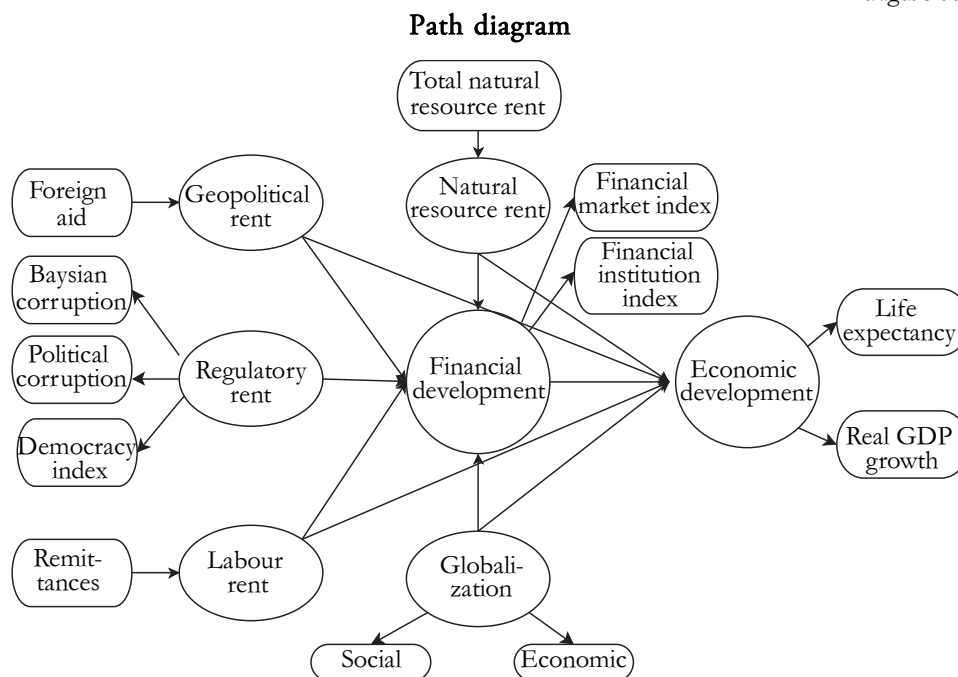 Path diagram
Total natural
resource rent
Foreign
aid
Geopolitical
rent
Natural
resource rent
Financial
market index
Financial
institution
index
Baysian
corruption
Political
corruption
Democracy
index
Regulatory
rent
Financial
development
Economic
development
Life
expectancy
Real GDP
growth
Remit-
tances
Labour
rent
Globali-
zation
Social
Economic